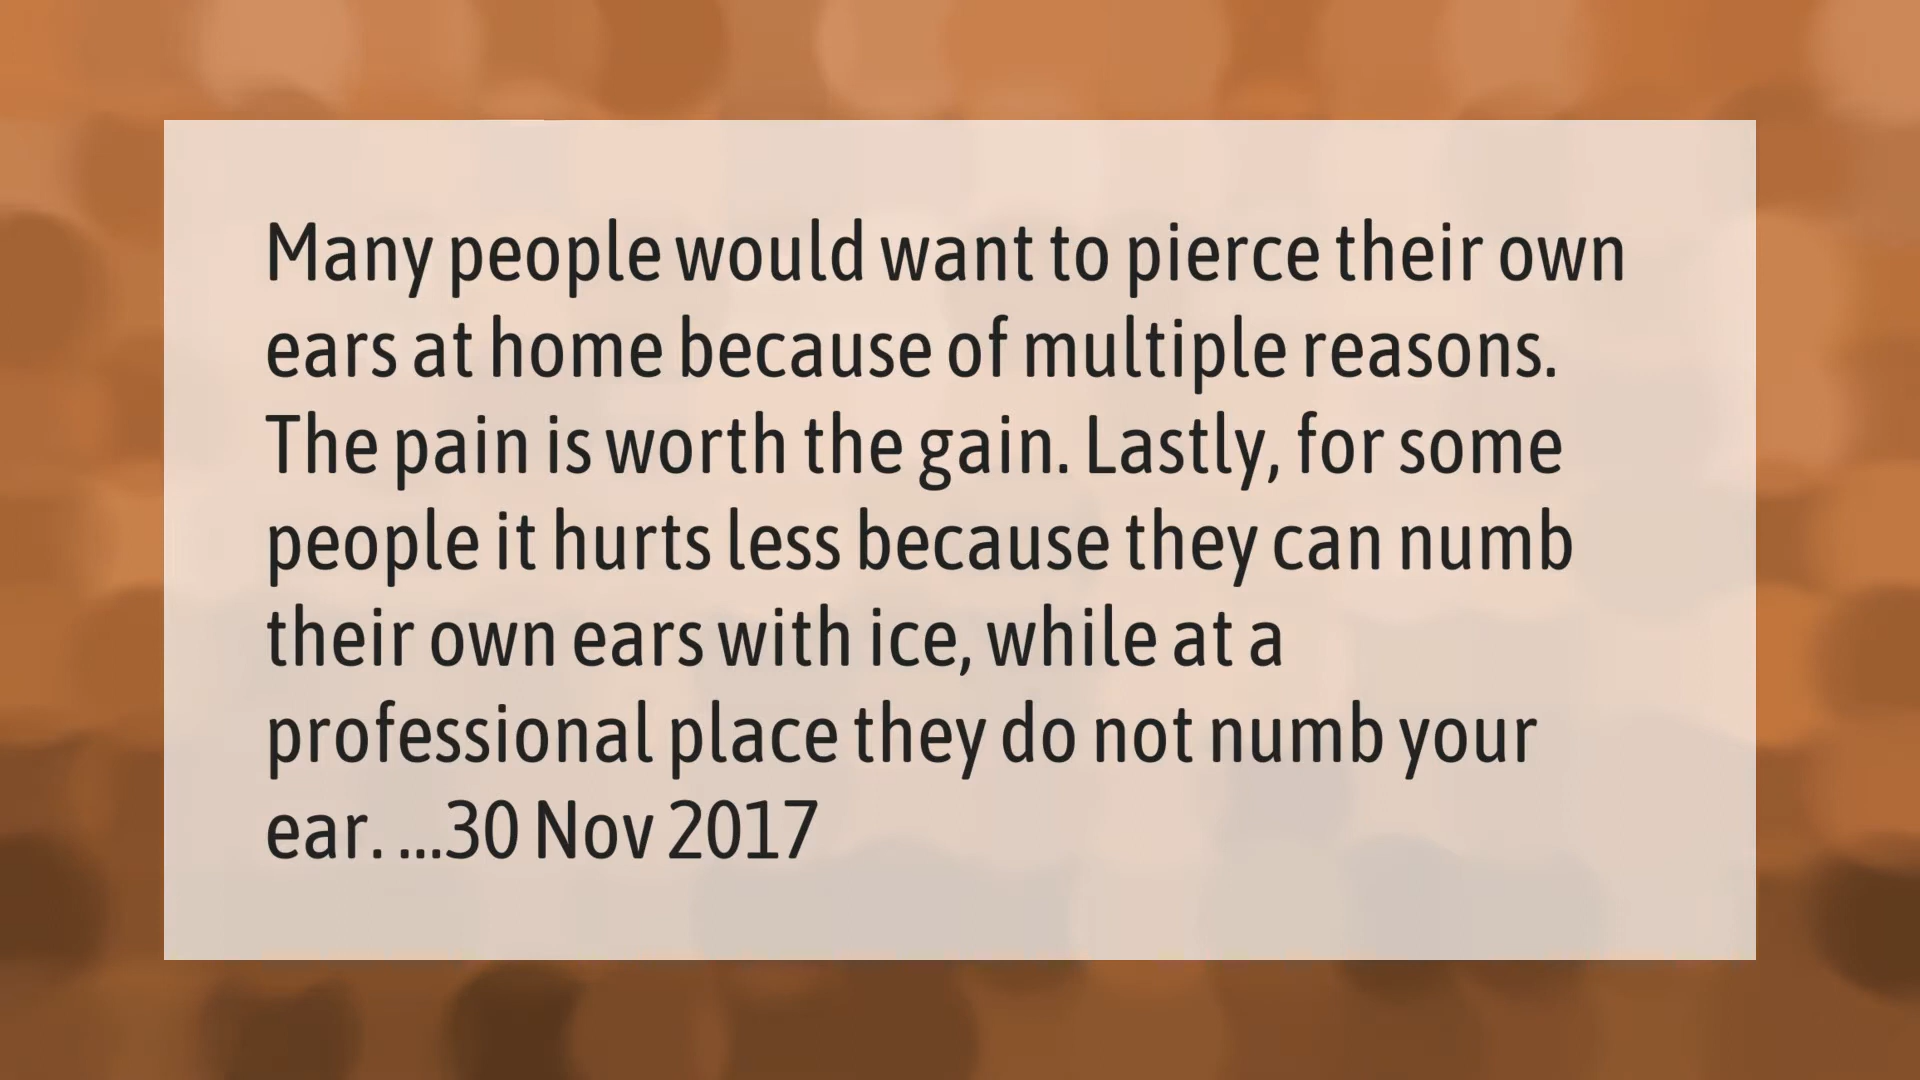 Many people would want to pierce their own
ears at home because of multiple reasons.
The pain is worth the gain. Lastly, for some
people it hurts less because they can numb
their own ears with ice, while at a
professional place they do not numb your
ear. ...30 Nov 2017